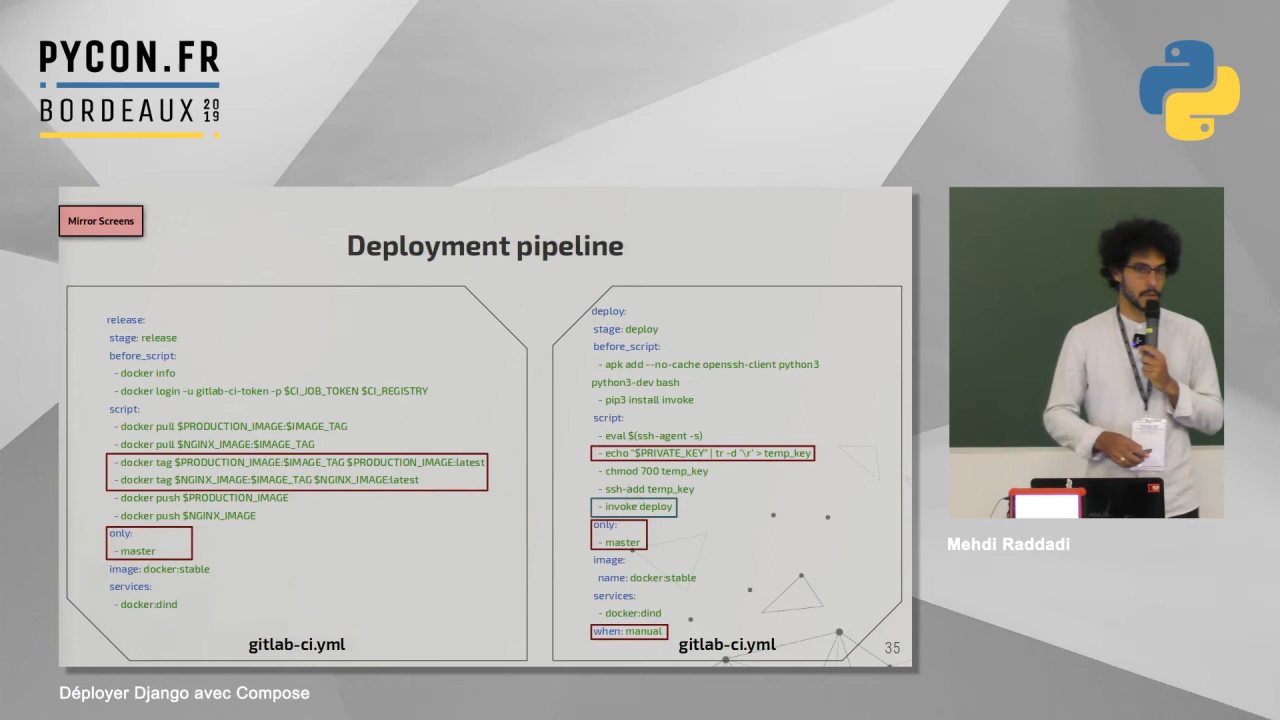 PYCON.FR
BORDEAUX 2019
Mirror Screens
Deployment pipeline
release:
stage: release
before_script:
- docker info
- docker login -u gitlab-ci-token -p $CI_JOB_TOKEN $CI_REGISTRY
script:
- docker pull $PRODUCTION_IMAGE:$IMAGE_TAG
- docker pull $NGINX_IMAGE:$IMAGE_TAG
- docker tag $PRODUCTION_IMAGE:$IMAGE_TAG $PRODUCTION_IMAGE:latest
- docker tag $NGINX_IMAGE:$IMAGE_TAG $NGINX_IMAGE:latest
- docker push $PRODUCTION_IMAGE
- docker push $NGINX_IMAGE
only:
- master
image: docker:stable
services:
- docker:dind
gitlab-ci.yml
deploy:
stage: deploy
before_script:
- apk add --no-cache openssh-client python3
python3-dev bash
- pip3 install invoke
script:
- eval $(ssh-agent -s)
- echo "$PRIVATE_KEY" | tr -d '\r' > temp_key
- chmod 700 temp_key
- ssh-add temp_key
- invoke deploy
only:
- master
image:
name: docker:stable
services:
- docker:dind
when: manual
gitlab-ci.yml
35
Mehdi Raddadi
Déployer Django avec Compose